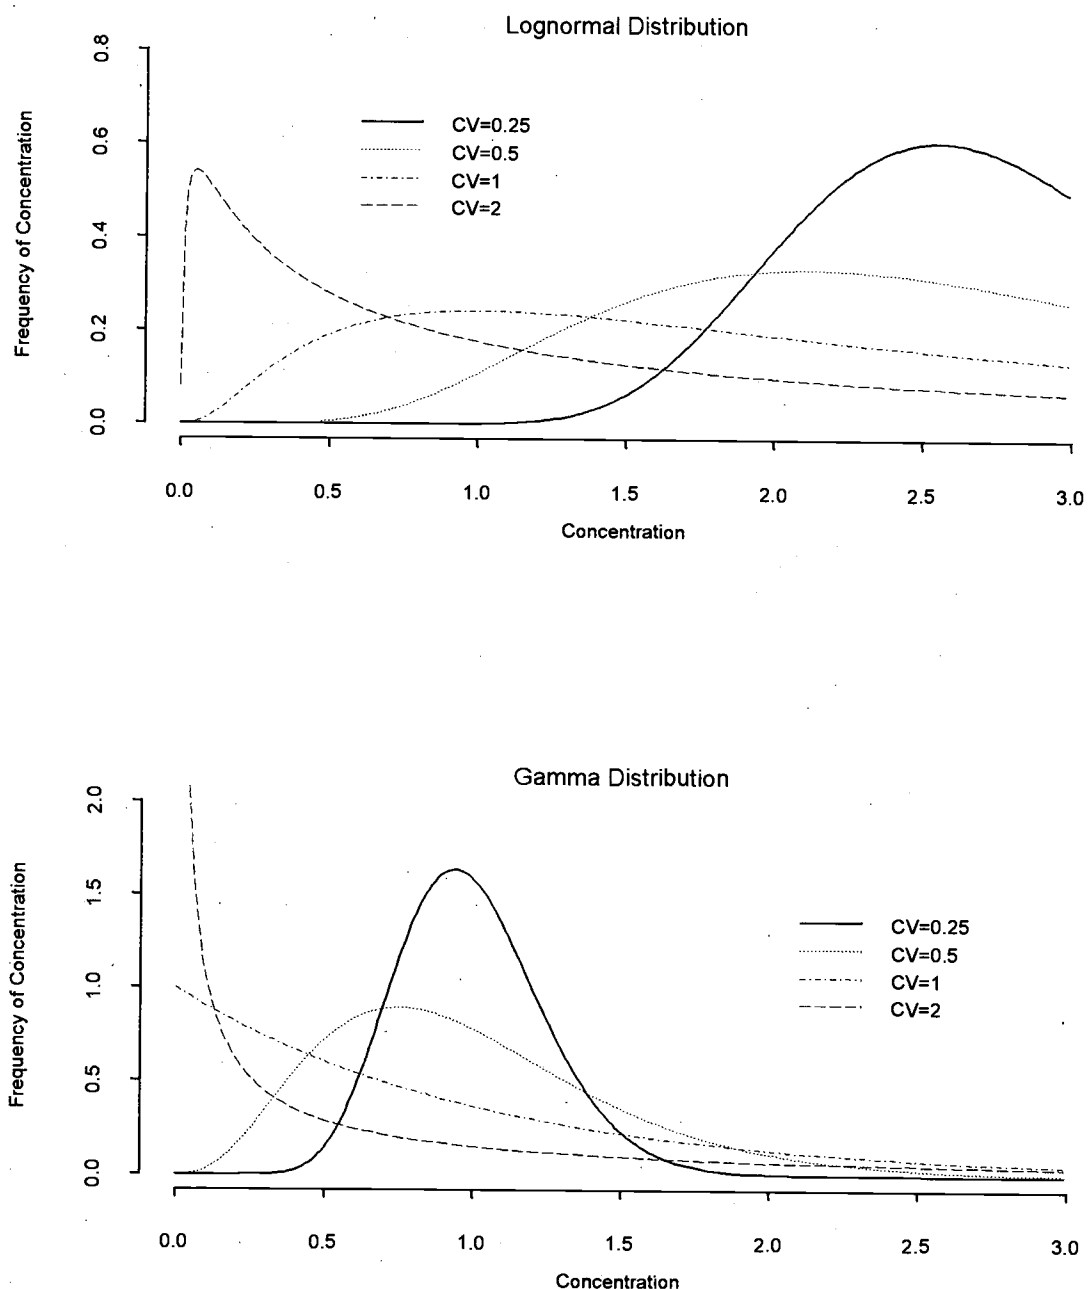 Lognormal Distribution
Frequency of Concentration
0.8
0.6
0.4
0.2
0.0
CV=0.25
CV=0.5
CV=1
CV=2
0.0 0.5 1.0 1.5 2.0 2.5 3.0
Concentration
Gamma Distribution
Frequency of Concentration
2.0
1.5
1.0
0.5
0.0
CV=0.25
CV=0.5
CV=1
CV=2
0.0 0.5 1.0 1.5 2.0 2.5 3.0
Concentration